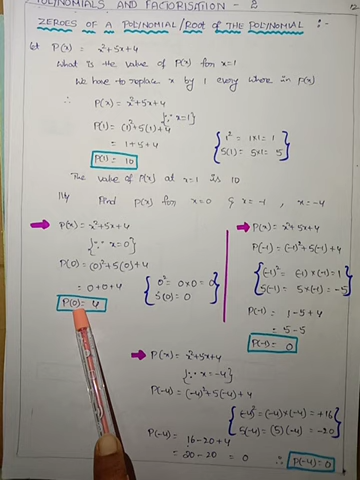 POLYNOMIALS AND FACTORISATION - 8
ZEROES OF A POLYNOMIAL / ROOT OF THE POLYNOMIAL :-
let P(x) = x²+5x+4
What is the value of P(x) for x=1
We have to replace x by 1 every where in P(x)
∴ P(x) = x²+5x+4
{∵ x=1}
P(1) = (1)²+5(1)+4
= 1+5+4
P(1) = 10
{ 1² = 1x1 = 1
5(1) = 5x1 = 5 }
The value of P(x) at x=1 is 10
|||ly Find P(x) for x=0 & x=-1 , x=-4
P(x) = x²+5x+4
{∵ x=0}
P(0) = (0)²+5(0)+4
= 0+0+4
P(0) = 4
{ 0² = 0x0 = 0
5(0) = 0 }
P(x) = x²+5x+4
P(-1) = (-1)²+5(-1)+4
{ (-1)² = (-1)x(-1) = 1
5(-1) = 5x(-1) = -5 }
P(-1) = 1-5+4
= 5-5
P(-1) = 0
P(x) = x²+5x+4
{∵ x=-4}
P(-4) = (-4)²+5(-4)+4
{ (-4)² = (-4)x(-4) = +16
5(-4) = (5)(-4) = -20 }
P(-4) = 16-20+4
= 20-20 = 0 ∴ P(-4) = 0